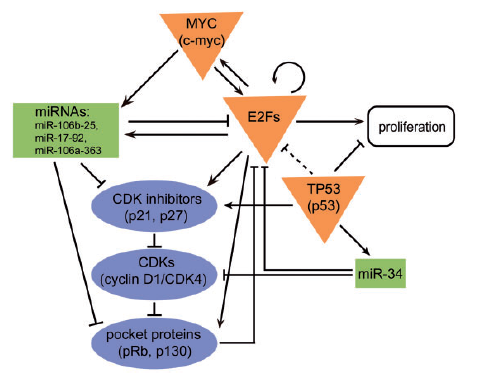 MYC
(c-myc)
miRNAs:
miR-106b-25,
miR-17-92,
miR-106a-363
E2Fs
proliferation
TP53
(p53)
CDK inhibitors
(p21, p27)
CDKs
(cyclin D1/CDK4)
miR-34
pocket proteins
(pRb, p130)